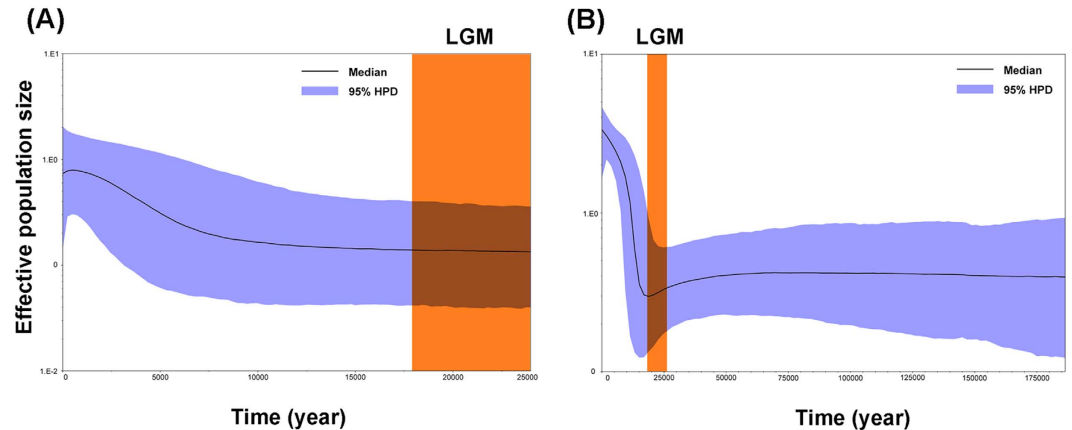 (A)
LGM
1.E1
Median
95% HPD
1.E0
0
1.E-2
0 5000 10000 15000 20000 25000
Effective population size
Time (year)
(B)
LGM
1.E1
Median
95% HPD
1.E0
0
0 25000 50000 75000 100000 125000 150000 175000
Time (year)